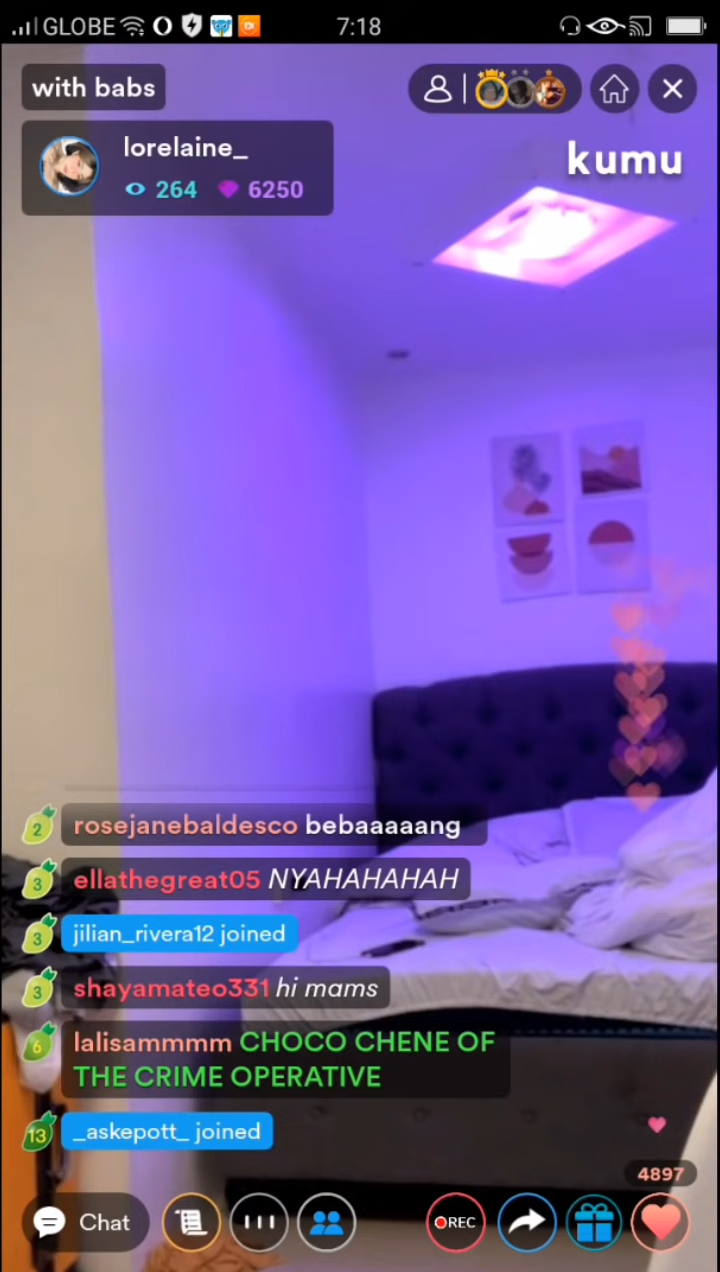 GLOBE
7:18
with babs
lorelaine_
264 6250
kumu
2 rosejanebaldesco bebaaaaang
3 ellathegreat05 NYAHAHAHAH
3 jilian_rivera12 joined
3 shayamateo331 hi mams
6 lalisammmm CHOCO CHENE OF
THE CRIME OPERATIVE
13 _askepott_ joined
4897
Chat
REC